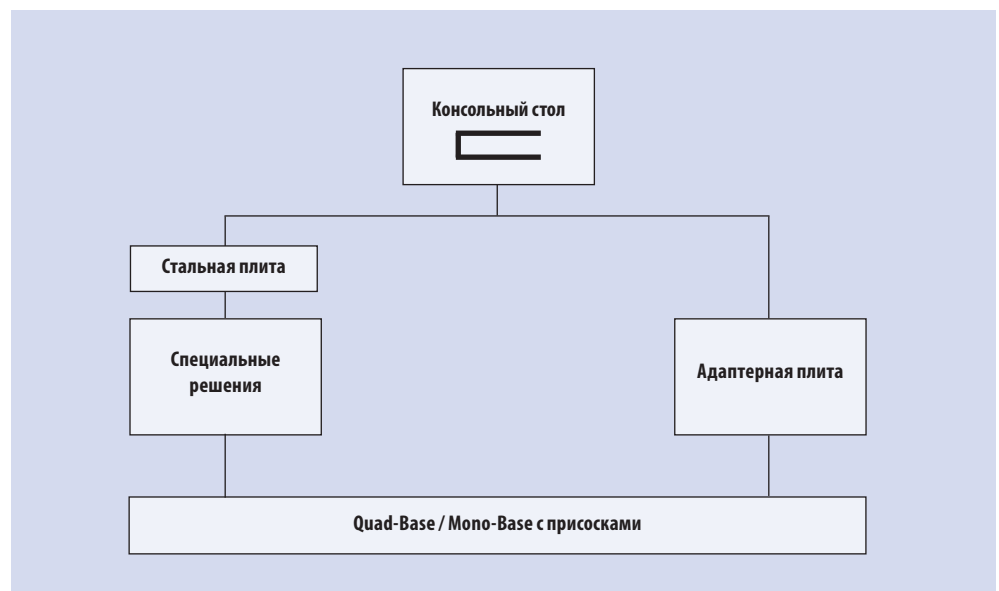 Консольный стол
Стальная плита
Специальные
решения
Адаптерная плита
Quad-Base / Mono-Base с присосками